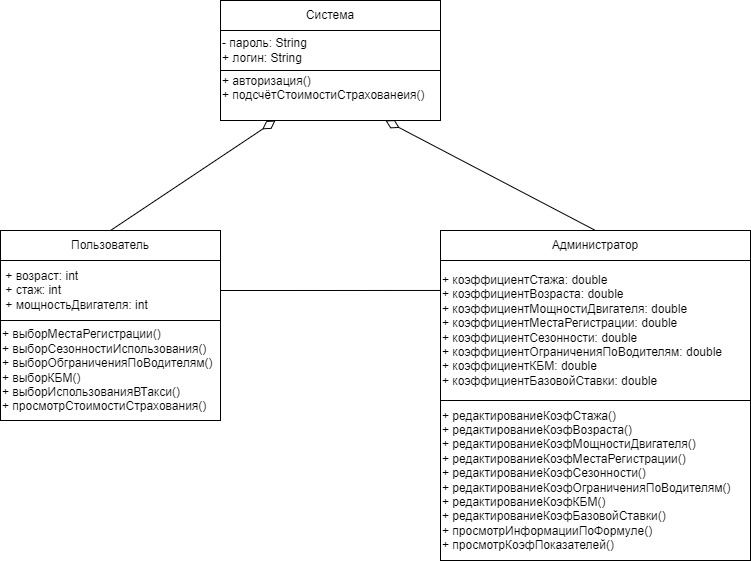 Система
- пароль: String
+ логин: String
+ авторизация()
+ подсчётСтоимостиСтрахованеия()
Пользователь
+ возраст: int
+ стаж: int
+ мощностьДвигателя: int
+ выборМестаРегистрации()
+ выборСезонностиИспользования()
+ выборОбграниченияПоВодителям()
+ выборКБМ()
+ выборИспользованияВТакси()
+ просмотрСтоимостиСтрахования()
Администратор
+ коэффициентСтажа: double
+ коэффициентВозраста: double
+ коэффициентМощностиДвигателя: double
+ коэффициентМестаРегистрации: double
+ коэффициентСезонности: double
+ коэффициентОграниченияПоВодителям: double
+ коэффициентКБМ: double
+ коэффициентБазовойСтавки: double
+ редактированиеКоэфСтажа()
+ редактированиеКоэфВозраста()
+ редактированиеКоэфМощностиДвигателя()
+ редактированиеКоэфМестаРегистрации()
+ редактированиеКоэфСезонности()
+ редактированиеКоэфОграниченияПоВодителям()
+ редактированиеКоэфКБМ()
+ редактированиеКоэфБазовойСтавки()
+ просмотрИнформацииПоФормуле()
+ просмотрКоэфПоказателей()